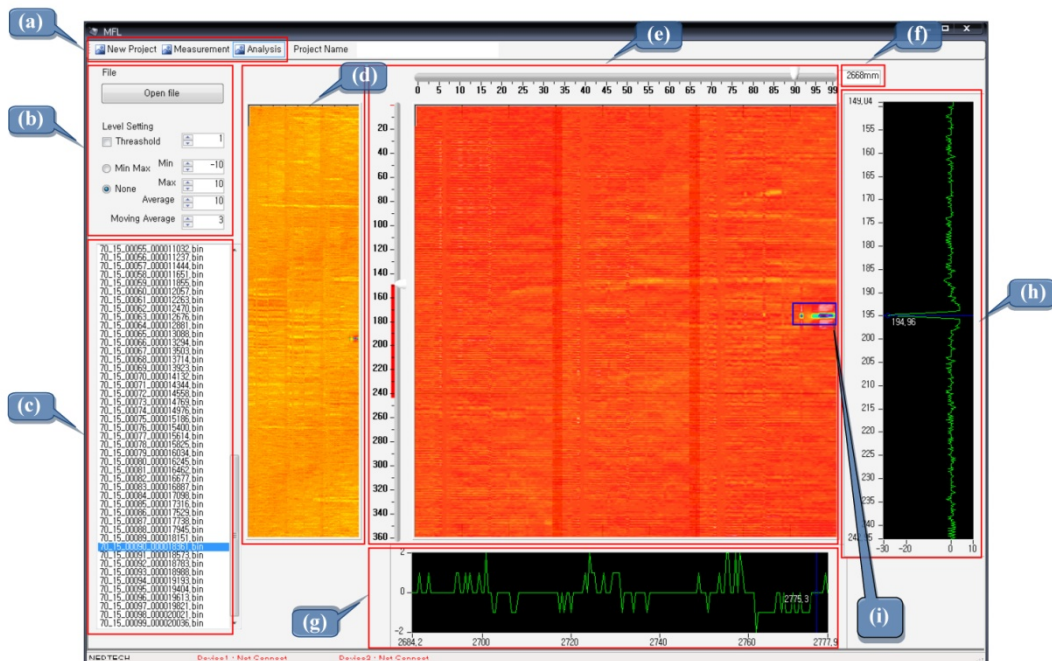 (a)
(e)
(f)
MFL
New Project Measurement Analysis Project Name
(d)
2668mm
File
Open file
(b)
Level Setting
Threashold 1
Min Max Min -10
None Max 10
Average 10
Moving Average 3
0 5 10 15 20 25 30 35 40 45 50 55 60 65 70 75 80 85 90 95 99
20
40
60
80
100
120
140
160
180
200
220
240
260
280
300
320
340
360
149,04
155
160
165
170
175
180
185
190
195
194,96
200
205
210
215
220
225
230
235
-30 -20 0 10
(h)
(c)
70_15_00055_000011032,bin
70_15_00056_000011237,bin
70_15_00057_000011444,bin
70_15_00058_000011651,bin
70_15_00059_000011855,bin
70_15_00060_000012057,bin
70_15_00061_000012263,bin
70_15_00062_000012470,bin
70_15_00063_000012676,bin
70_15_00064_000012881,bin
70_15_00065_000013088,bin
70_15_00066_000013294,bin
70_15_00067_000013503,bin
70_15_00068_000013714,bin
70_15_00069_000013923,bin
70_15_00070_000014132,bin
70_15_00071_000014344,bin
70_15_00072_000014558,bin
70_15_00073_000014769,bin
70_15_00074_000014976,bin
70_15_00075_000015186,bin
70_15_00076_000015400,bin
70_15_00077_000015614,bin
70_15_00078_000015825,bin
70_15_00079_000016034,bin
70_15_00080_000016245,bin
70_15_00081_000016462,bin
70_15_00082_000016677,bin
70_15_00083_000016887,bin
70_15_00084_000017098,bin
70_15_00085_000017316,bin
70_15_00086_000017529,bin
70_15_00087_000017738,bin
70_15_00088_000017945,bin
70_15_00089_000018151,bin
70_15_00090_000018361,bin
70_15_00091_000018573,bin
70_15_00092_000018783,bin
70_15_00093_000018988,bin
70_15_00094_000019193,bin
70_15_00095_000019404,bin
70_15_00096_000019613,bin
70_15_00097_000019821,bin
70_15_00098_000020021,bin
70_15_00099_000020036,bin
2
0
-2
2775,3
2684,2 2700 2720 2740 2760 2777,9
(g)
(i)
Device1 : Not Connect Device2 : Not Connect